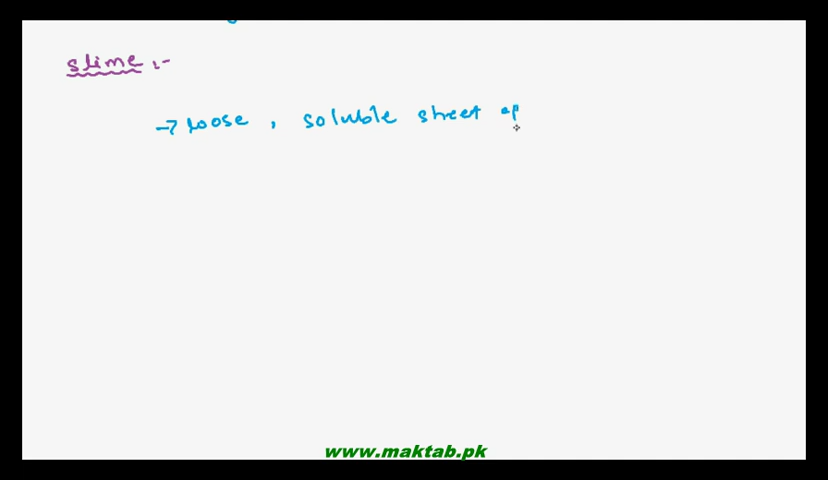 slime :-
→ loose , soluble sheet of
www.maktab.pk